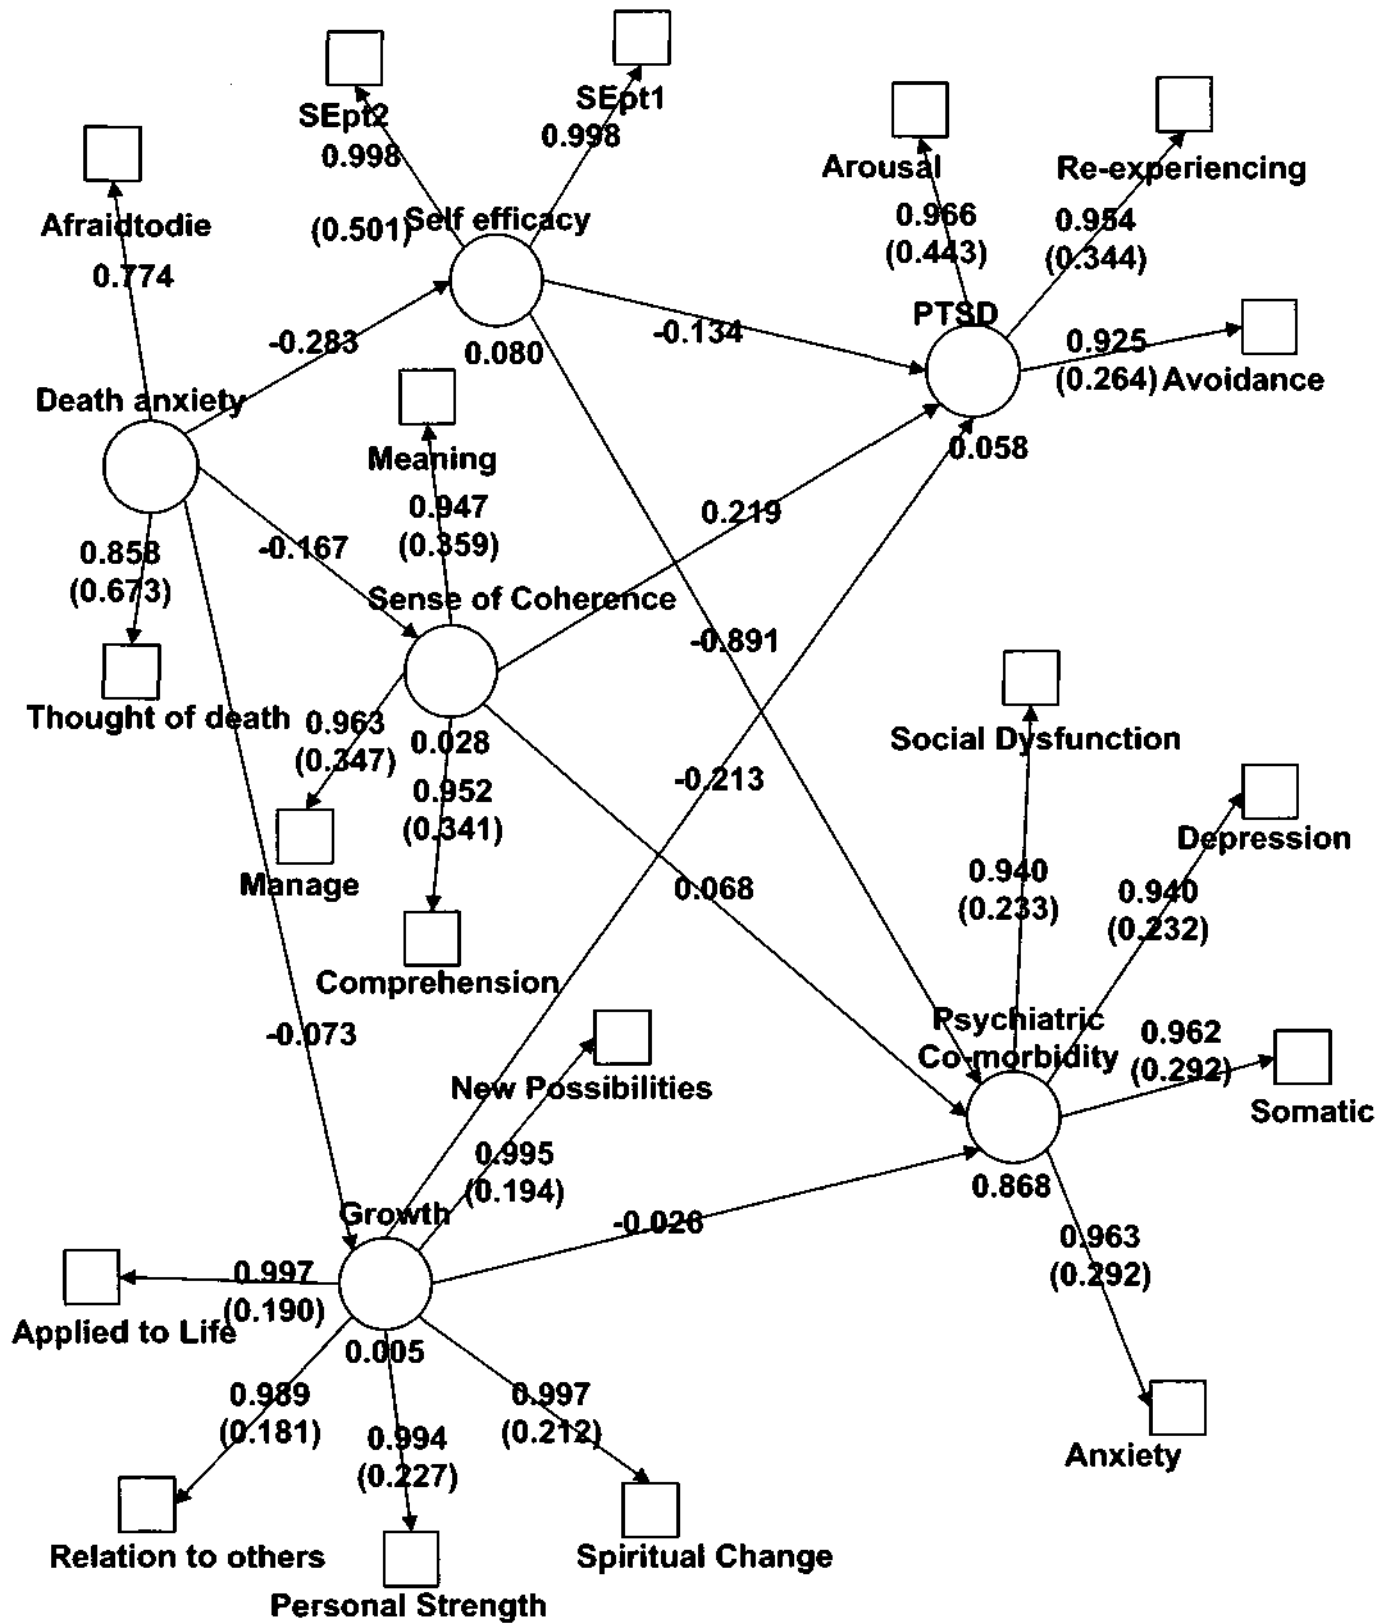 SEpt1
SEpt2
0.998
0.998
(0.501)
Self efficacy
0.080
Afraidtodie
0.774
Death anxiety
0.858
(0.673)
Thought of death
-0.283
-0.167
-0.073
Arousal
0.966
(0.443)
Re-experiencing
0.954
(0.344)
PTSD
0.925
(0.264)
Avoidance
0.058
-0.134
0.219
-0.891
-0.213
0.068
-0.026
Meaning
0.947
(0.359)
Sense of Coherence
0.963
(0.347)
0.028
0.952
(0.341)
Manage
Comprehension
Social Dysfunction
0.940
(0.233)
Depression
0.940
(0.232)
Psychiatric
Co-morbidity
0.962
(0.292)
Somatic
0.868
0.963
(0.292)
Anxiety
New Possibilities
0.995
(0.194)
Growth
0.997
(0.190)
Applied to Life
0.005
0.989
(0.181)
0.994
(0.227)
0.997
(0.212)
Relation to others
Personal Strength
Spiritual Change